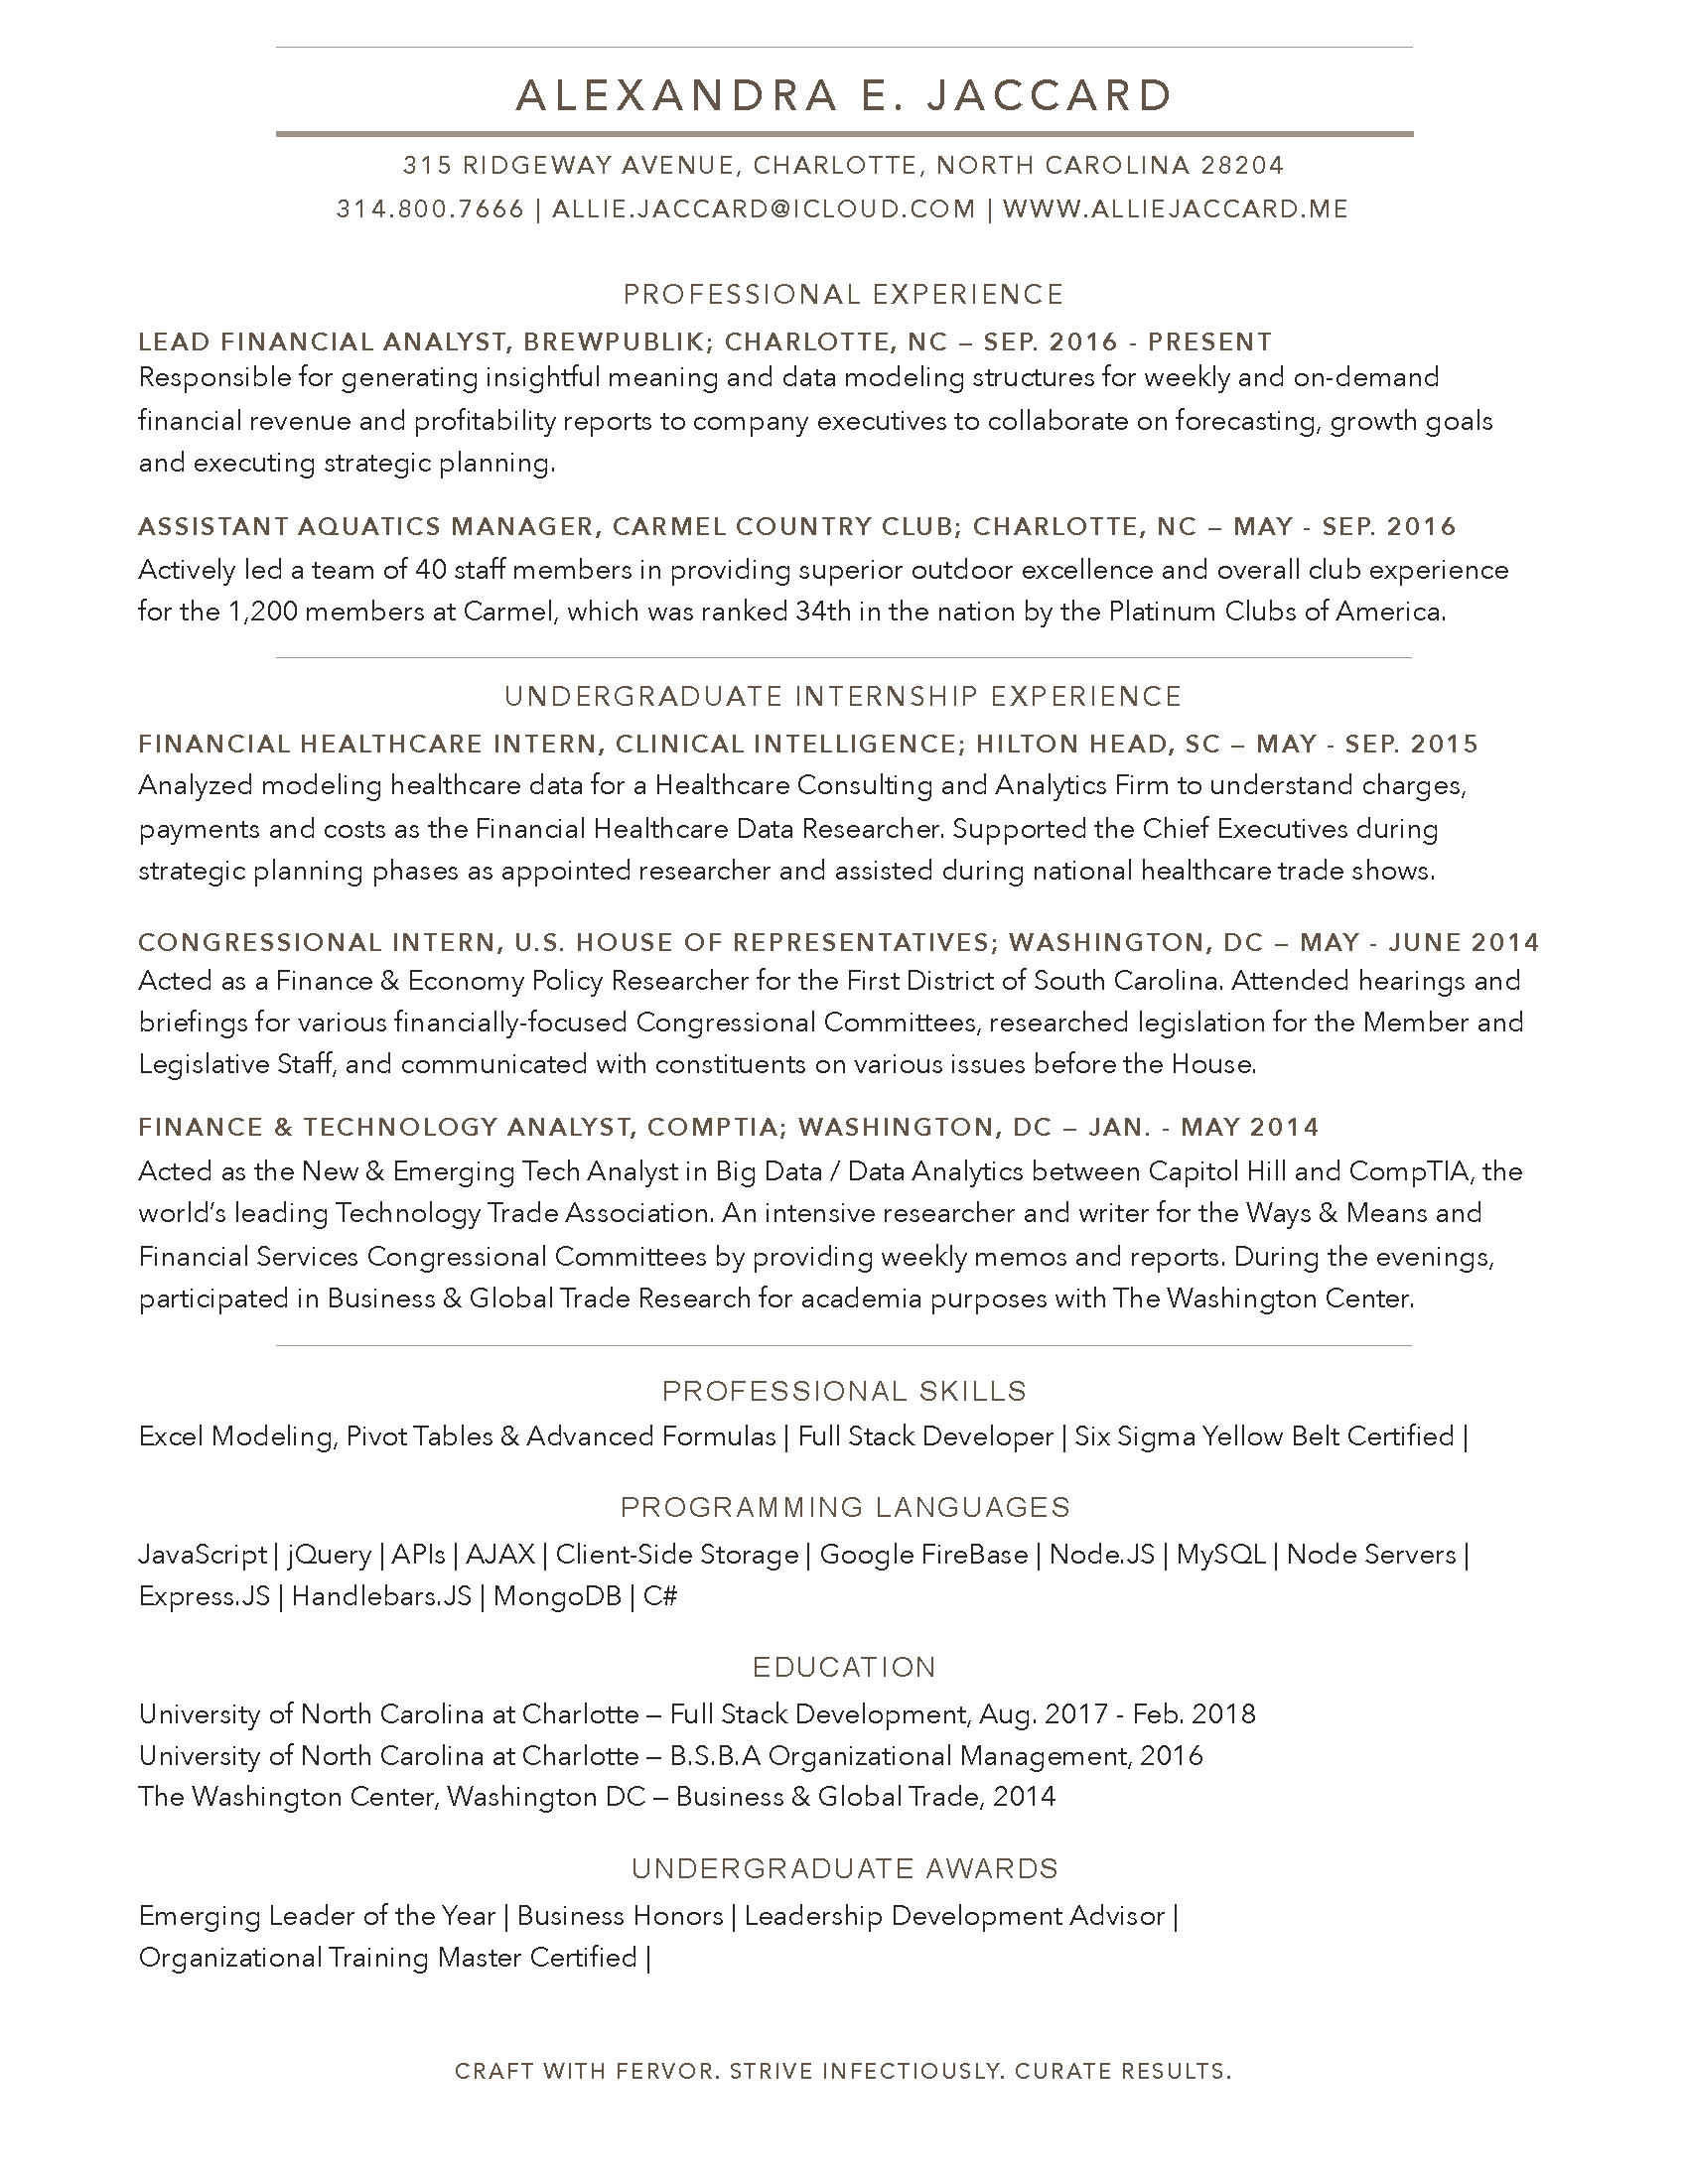 ALEXANDRA E. JACCARD
315 RIDGEWAY AVENUE, CHARLOTTE, NORTH CAROLINA 28204
314.800.7666 | ALLIE.JACCARD@ICLOUD.COM | WWW.ALLIEJACCARD.ME
PROFESSIONAL EXPERIENCE
LEAD FINANCIAL ANALYST, BREWPUBLIK; CHARLOTTE, NC – SEP. 2016 - PRESENT
Responsible for generating insightful meaning and data modeling structures for weekly and on-demand
financial revenue and profitability reports to company executives to collaborate on forecasting, growth goals
and executing strategic planning.
ASSISTANT AQUATICS MANAGER, CARMEL COUNTRY CLUB; CHARLOTTE, NC – MAY - SEP. 2016
Actively led a team of 40 staff members in providing superior outdoor excellence and overall club experience
for the 1,200 members at Carmel, which was ranked 34th in the nation by the Platinum Clubs of America.
UNDERGRADUATE INTERNSHIP EXPERIENCE
FINANCIAL HEALTHCARE INTERN, CLINICAL INTELLIGENCE; HILTON HEAD, SC – MAY - SEP. 2015
Analyzed modeling healthcare data for a Healthcare Consulting and Analytics Firm to understand charges,
payments and costs as the Financial Healthcare Data Researcher. Supported the Chief Executives during
strategic planning phases as appointed researcher and assisted during national healthcare trade shows.
CONGRESSIONAL INTERN, U.S. HOUSE OF REPRESENTATIVES; WASHINGTON, DC – MAY - JUNE 2014
Acted as a Finance & Economy Policy Researcher for the First District of South Carolina. Attended hearings and
briefings for various financially-focused Congressional Committees, researched legislation for the Member and
Legislative Staff, and communicated with constituents on various issues before the House.
FINANCE & TECHNOLOGY ANALYST, COMPTIA; WASHINGTON, DC – JAN. - MAY 2014
Acted as the New & Emerging Tech Analyst in Big Data / Data Analytics between Capitol Hill and CompTIA, the
world's leading Technology Trade Association. An intensive researcher and writer for the Ways & Means and
Financial Services Congressional Committees by providing weekly memos and reports. During the evenings,
participated in Business & Global Trade Research for academia purposes with The Washington Center.
PROFESSIONAL SKILLS
Excel Modeling, Pivot Tables & Advanced Formulas | Full Stack Developer | Six Sigma Yellow Belt Certified |
PROGRAMMING LANGUAGES
JavaScript | jQuery | APIs | AJAX | Client-Side Storage | Google FireBase | Node.JS | MySQL | Node Servers |
Express.JS | Handlebars.JS | MongoDB | C#
EDUCATION
University of North Carolina at Charlotte – Full Stack Development, Aug. 2017 - Feb. 2018
University of North Carolina at Charlotte – B.S.B.A Organizational Management, 2016
The Washington Center, Washington DC – Business & Global Trade, 2014
UNDERGRADUATE AWARDS
Emerging Leader of the Year | Business Honors | Leadership Development Advisor |
Organizational Training Master Certified |
CRAFT WITH FERVOR. STRIVE INFECTIOUSLY. CURATE RESULTS.